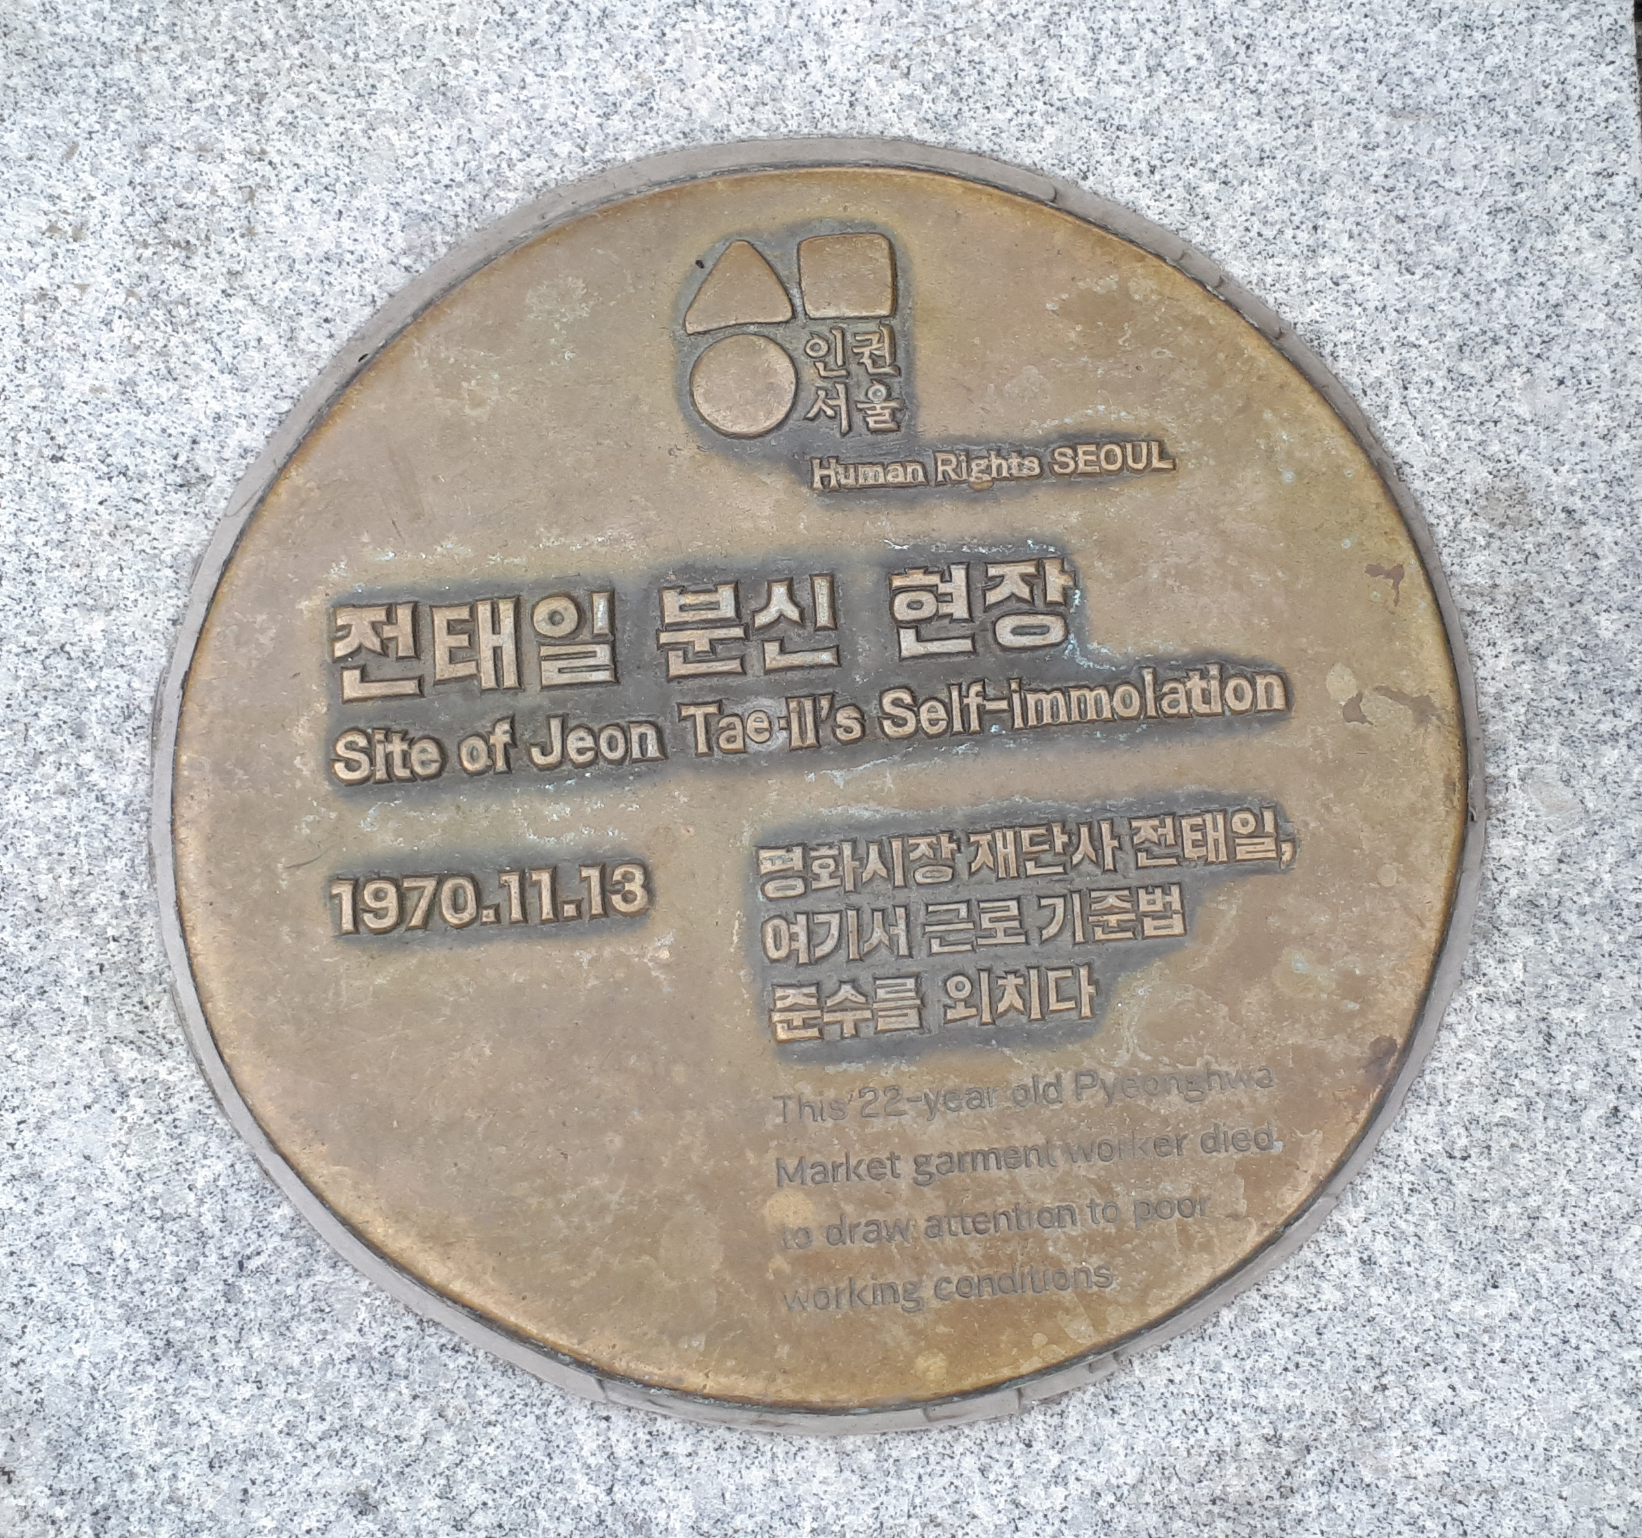 인권
서울
Human Rights SEOUL
전태일 분신 현장
Site of Jeon Tae-Il's Self-immolation
1970.11.13
평화시장 재단사 전태일,
여기서 근로 기준법
준수를 외치다
This 22-year old Pyeonghwa
Market garment worker died
to draw attention to poor
working conditions